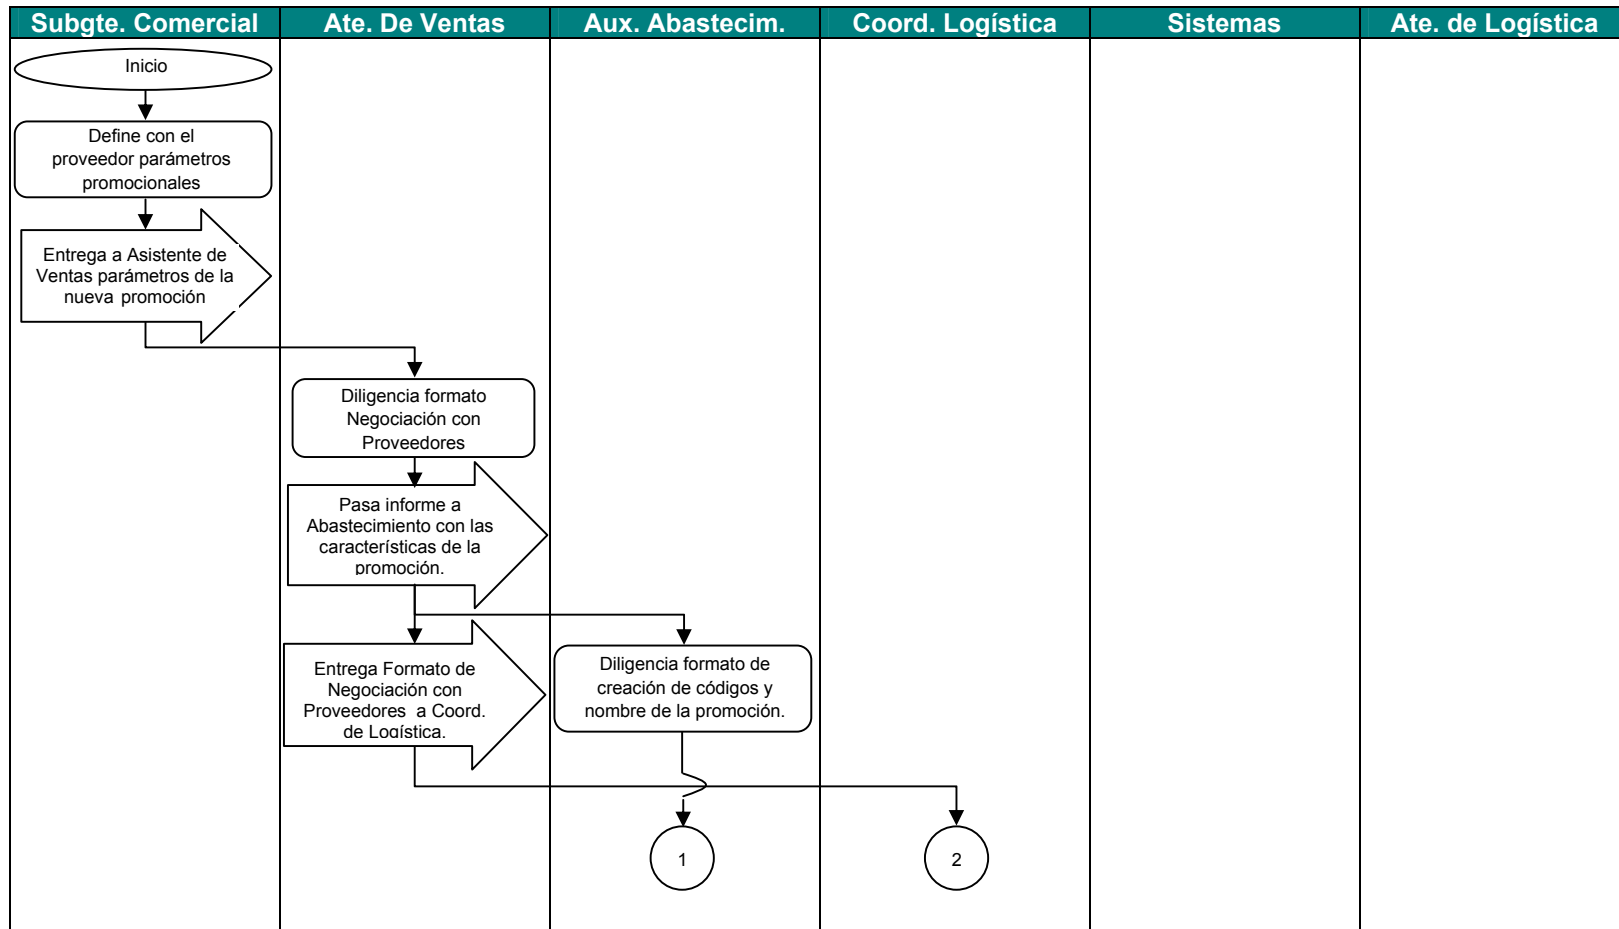 Subgte. Comercial
Ate. De Ventas
Aux. Abastecim.
Coord. Logística
Sistemas
Ate. de Logística
Inicio
Define con el
proveedor parámetros
promocionales
Entrega a Asistente de
Ventas parámetros de la
nueva promoción
Diligencia formato
Negociación con
Proveedores
Pasa informe a
Abastecimiento con las
características de la
promoción.
Entrega Formato de
Negociación con
Proveedores a Coord.
de Logística.
Diligencia formato de
creación de códigos y
nombre de la promoción.
1
2